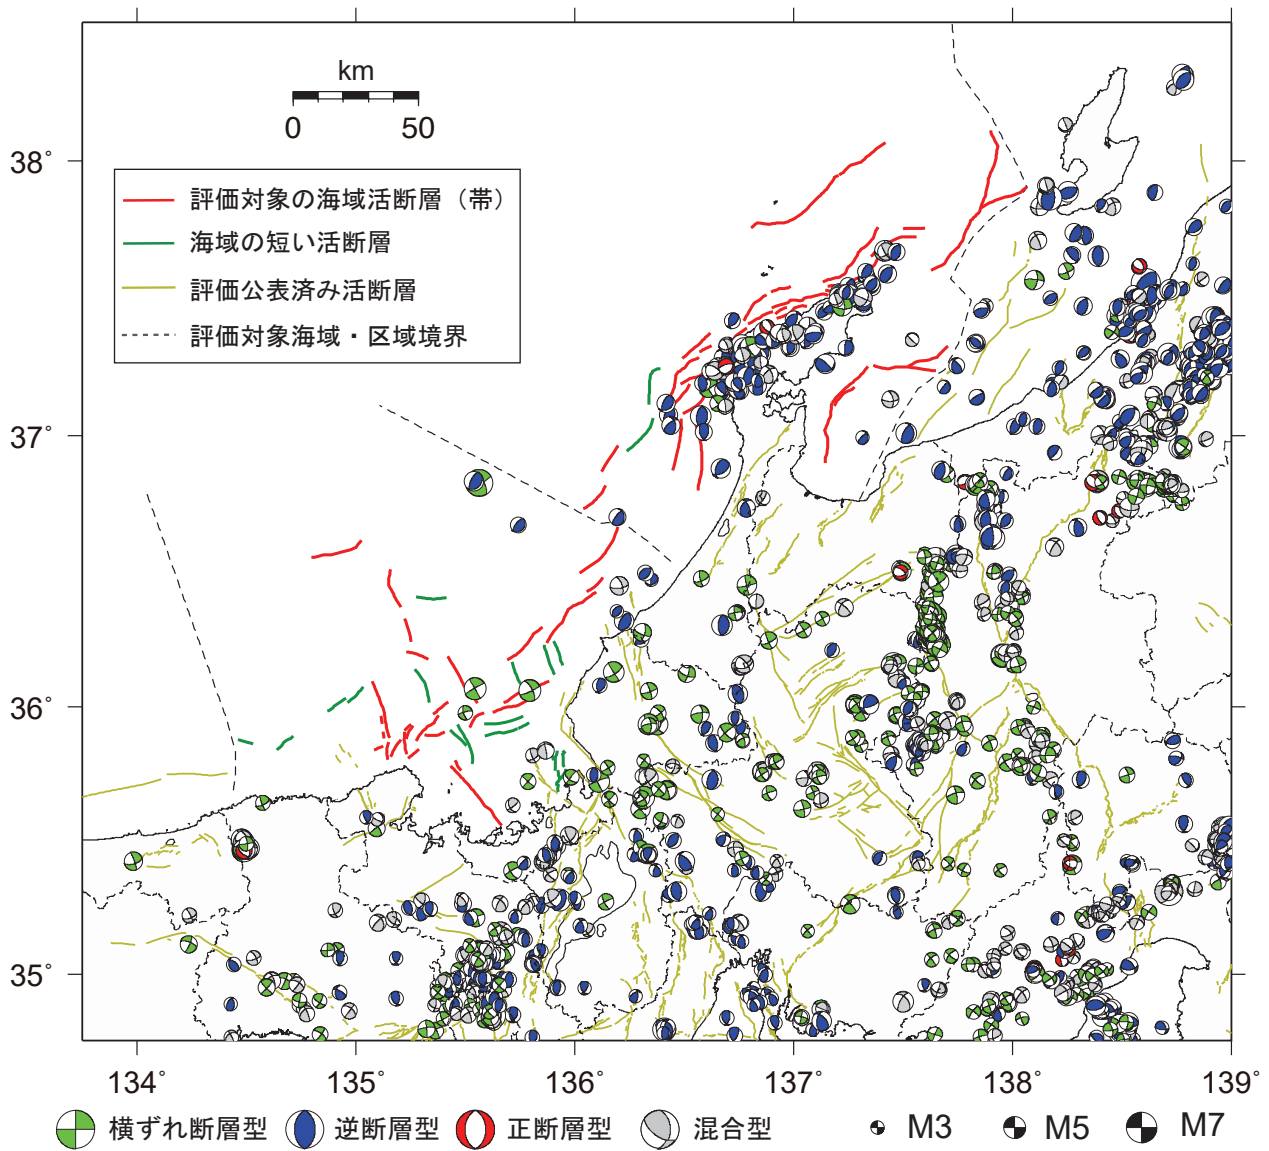 km
0 50
38°
37°
36°
35°
評価対象の海域活断層（帯）
海域の短い活断層
評価公表済み活断層
評価対象海域・区域境界
134° 135° 136° 137° 138° 139°
横ずれ断層型 逆断層型 正断層型 混合型 M3 M5 M7